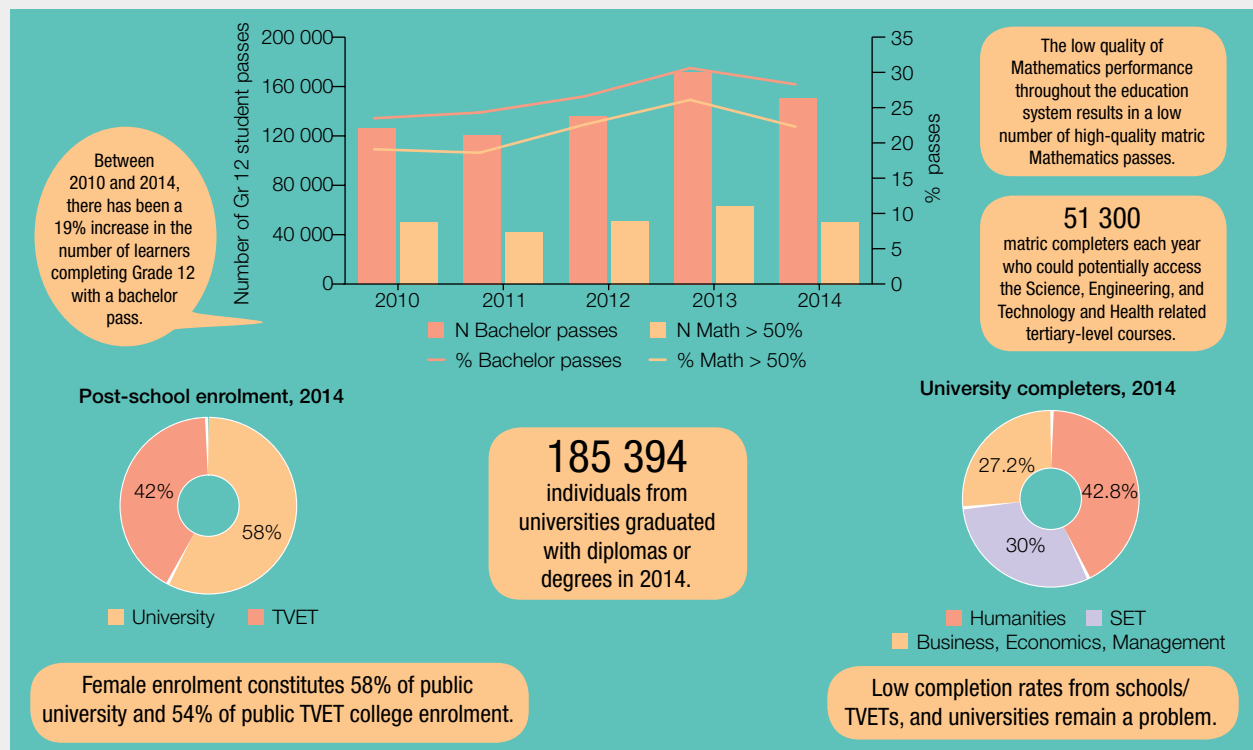 Number of Gr 12 student passes
200 000
160 000
120 000
80 000
40 000
0
35
30
25
20
15
10
5
0
% passes
2010
2011
2012
2013
2014
N Bachelor passes
N Math > 50%
% Bachelor passes
% Math > 50%
Between
2010 and 2014,
there has been a
19% increase in the
number of learners
completing Grade 12
with a bachelor
pass.
The low quality of
Mathematics performance
throughout the education
system results in a low
number of high-quality matric
Mathematics passes.
51 300
matric completers each year
who could potentially access
the Science, Engineering, and
Technology and Health related
tertiary-level courses.
Post-school enrolment, 2014
42%
58%
University
TVET
185 394
individuals from
universities graduated
with diplomas or
degrees in 2014.
University completers, 2014
27.2%
42.8%
30%
Humanities
SET
Business, Economics, Management
Female enrolment constitutes 58% of public
university and 54% of public TVET college enrolment.
Low completion rates from schools/
TVETs, and universities remain a problem.